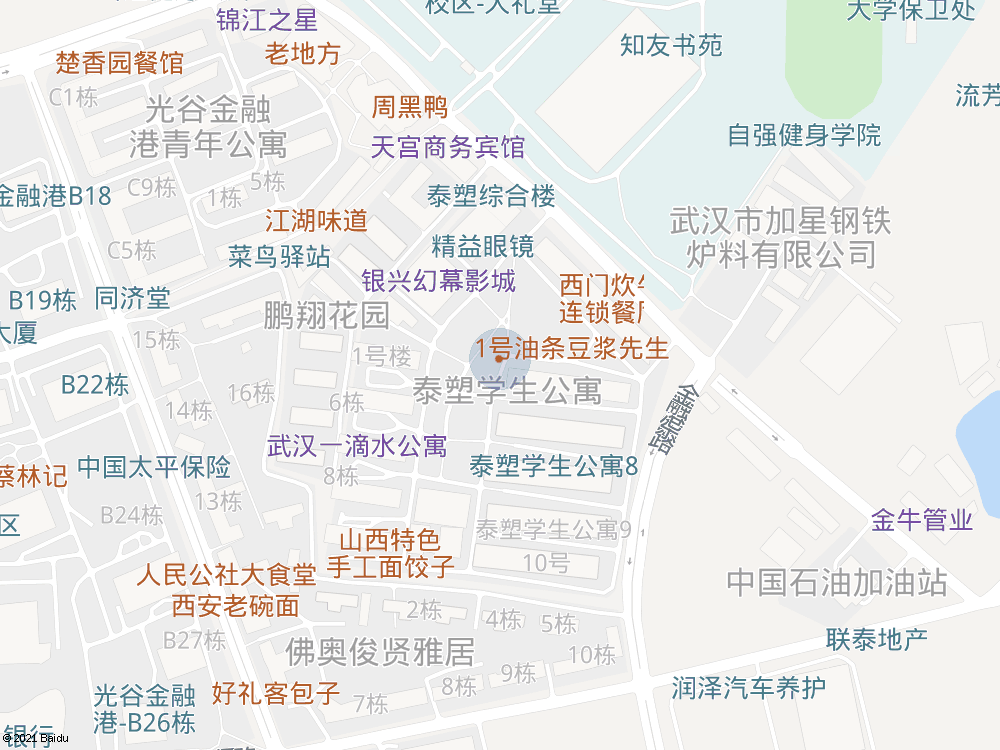 校区-大礼堂
大学保卫处
锦江之星
知友书苑
老地方
楚香园餐馆
C1栋
流芳
周黑鸭
光谷金融
港青年公寓
自强健身学院
天宫商务宾馆
C9栋
5栋
1栋
金融港B18
泰塑综合楼
江湖味道
武汉市加星钢铁
炉料有限公司
C5栋
菜鸟驿站
精益眼镜
银兴幻幕影城
西门炊牛
连锁餐厅
B19栋
同济堂
鹏翔花园
大厦
15栋
1号楼
1号油条豆浆先生
B22栋
16栋
泰塑学生公寓
6栋
14栋
金融港路
武汉一滴水公寓
中国太平保险
泰塑学生公寓8
蔡林记
8栋
13栋
B24栋
区
金牛管业
泰塑学生公寓9
山西特色
手工面饺子
10号
人民公社大食堂
中国石油加油站
西安老碗面
2栋
4栋
5栋
B27栋
联泰地产
佛奥俊贤雅居
10栋
9栋
8栋
润泽汽车养护
光谷金融
港-B26栋
好礼客包子
7栋
银行
© 2021 Baidu